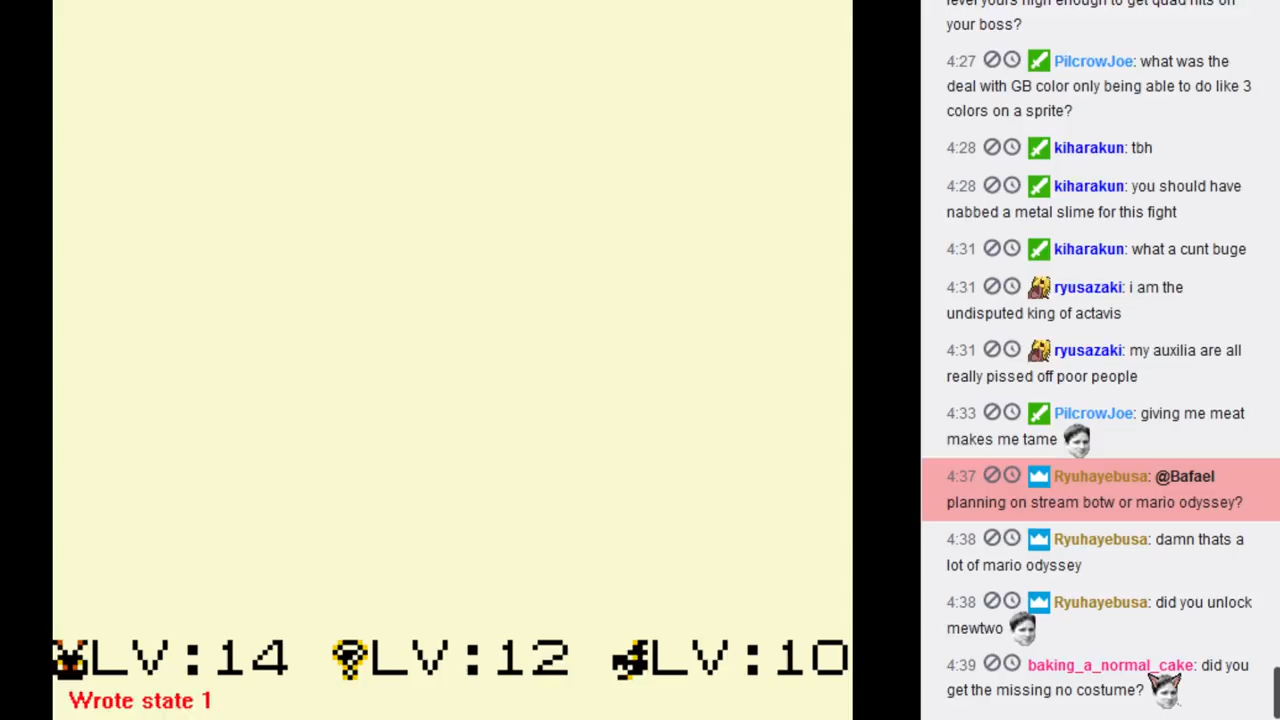 LV:14 LV:12 LV:10
Wrote state 1
level yours high enough to get quad hits on
your boss?
4:27 PilcrowJoe: what was the
deal with GB color only being able to do like 3
colors on a sprite?
4:28 kiharakun: tbh
4:28 kiharakun: you should have
nabbed a metal slime for this fight
4:31 kiharakun: what a cunt buge
4:31 ryusazaki: i am the
undisputed king of actavis
4:31 ryusazaki: my auxilia are all
really pissed off poor people
4:33 PilcrowJoe: giving me meat
makes me tame
4:37 Ryuhayebusa: @Bafael
planning on stream botw or mario odyssey?
4:38 Ryuhayebusa: damn thats a
lot of mario odyssey
4:38 Ryuhayebusa: did you unlock
mewtwo
4:39 baking_a_normal_cake: did you
get the missing no costume?